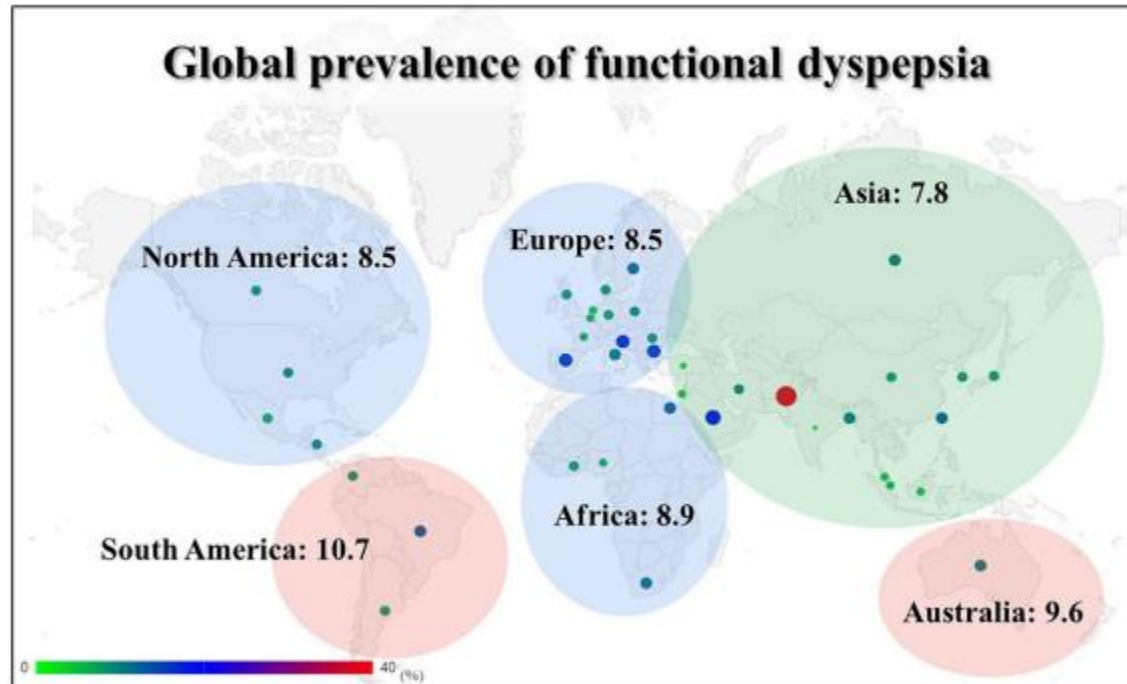 Global prevalence of functional dyspepsia
Asia: 7.8
Europe: 8.5
North America: 8.5
Africa: 8.9
South America: 10.7
Australia: 9.6
0 40 (%)